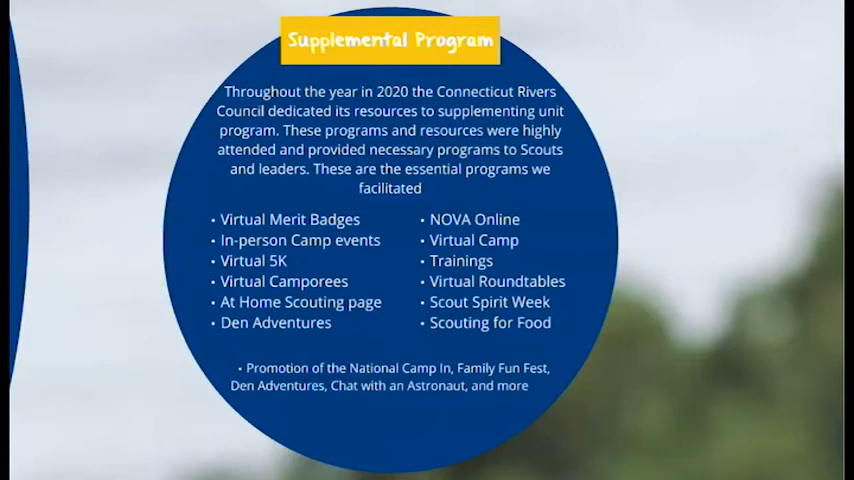 Supplemental Program
Throughout the year in 2020 the Connecticut Rivers
Council dedicated its resources to supplementing unit
program. These programs and resources were highly
attended and provided necessary programs to Scouts
and leaders. These are the essential programs we
facilitated
• Virtual Merit Badges
• In-person Camp events
• Virtual 5K
• Virtual Camporees
• At Home Scouting page
• Den Adventures
• NOVA Online
• Virtual Camp
• Trainings
• Virtual Roundtables
• Scout Spirit Week
• Scouting for Food
• Promotion of the National Camp In, Family Fun Fest,
Den Adventures, Chat with an Astronaut, and more